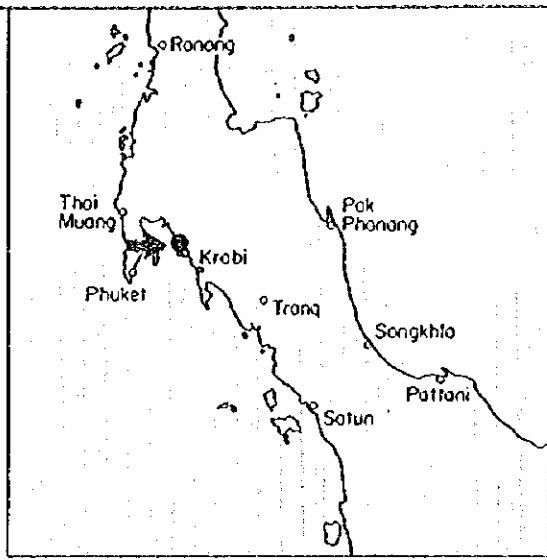 Ranong
Thai
Muang
Pak
Phanang
Krabi
Phuket
Trang
Songkhla
Pattani
Satun